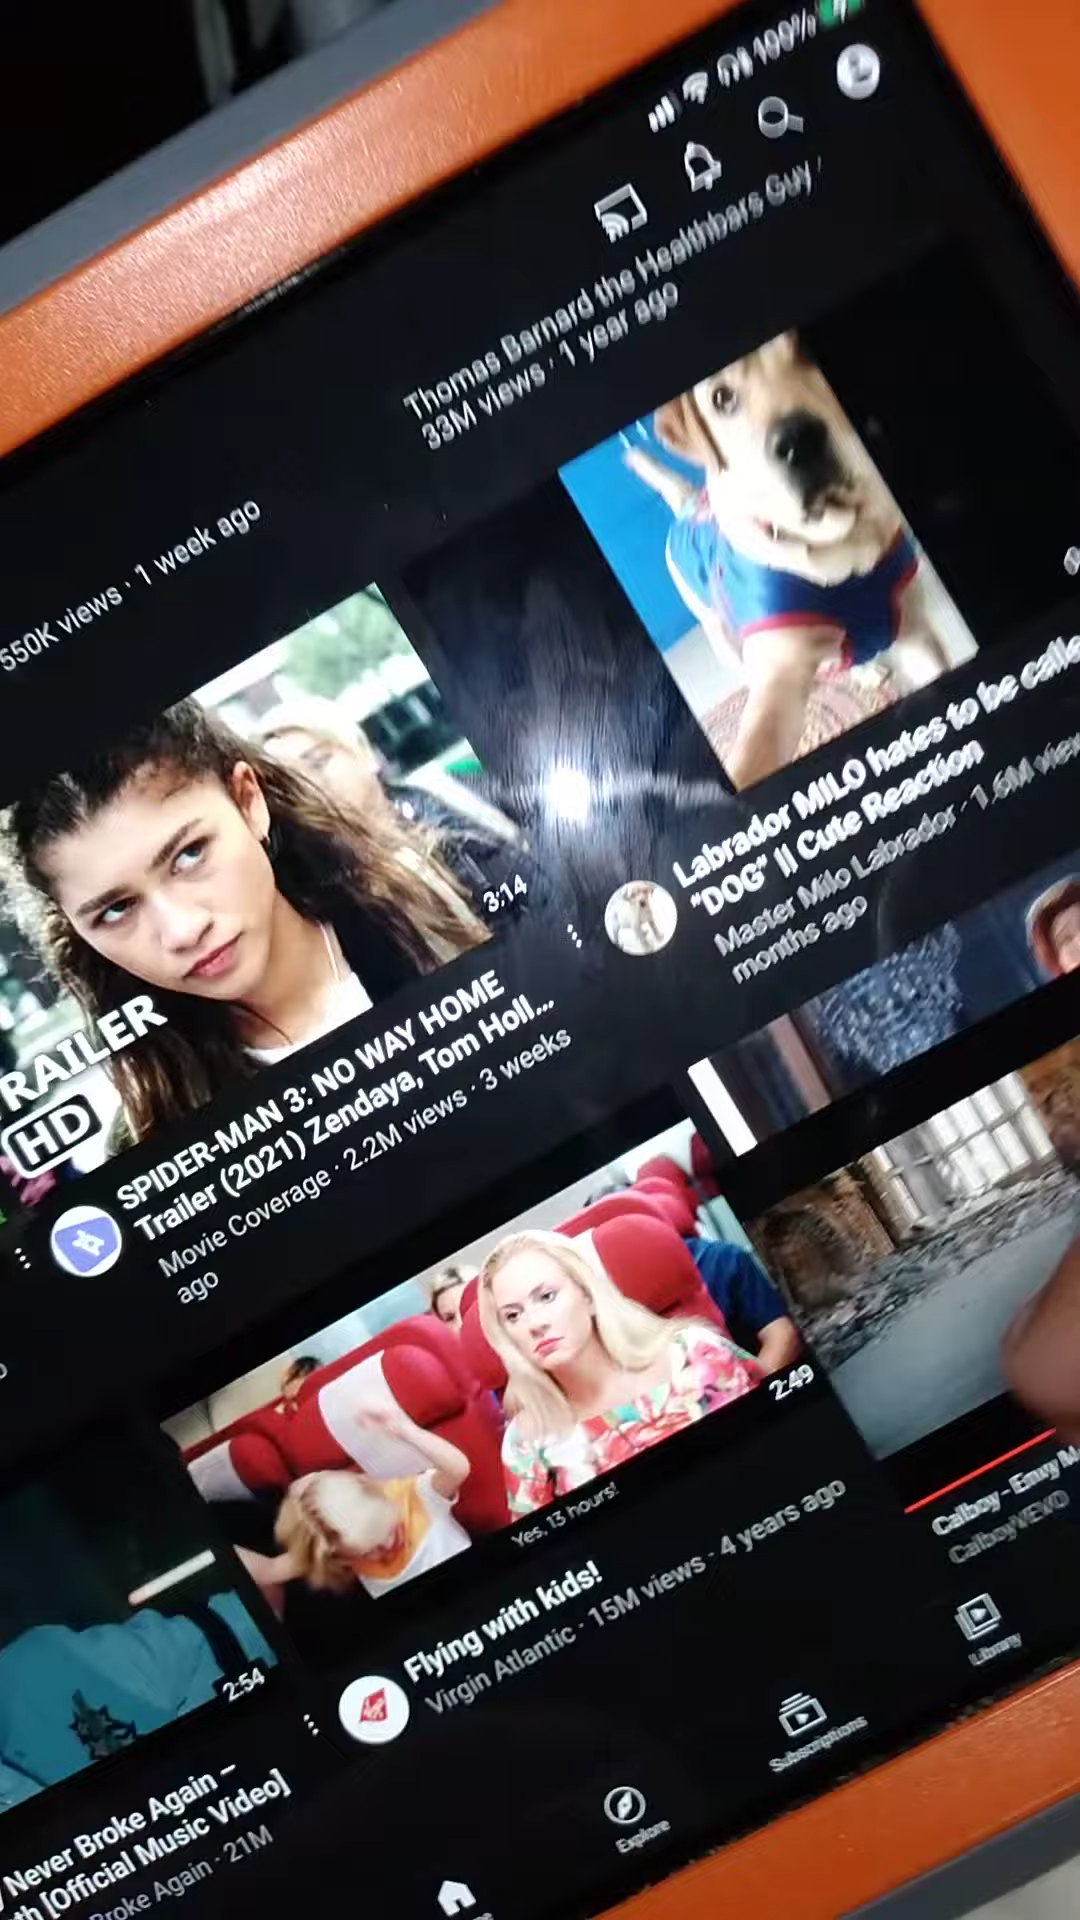 100%
Thomas Barnard the Healthbars Guy ·
33M views · 1 year ago
550K views · 1 week ago
3:14
RAILER
HD
SPIDER-MAN 3: NO WAY HOME
Trailer (2021) Zendaya, Tom Holl...
Movie Coverage · 2.2M views · 3 weeks
ago
Labrador MILO hates to be calle
"DOG" || Cute Reaction
Master Milo Labrador · 1.6M view
months ago
2:49
Yes, 13 hours!
Flying with kids!
Virgin Atlantic · 15M views · 4 years ago
2:54
Never Broke Again –
th [Official Music Video]
Broke Again · 21M
Calboy - Envy M
CalboyVEVO
Explore
Subscriptions
Library